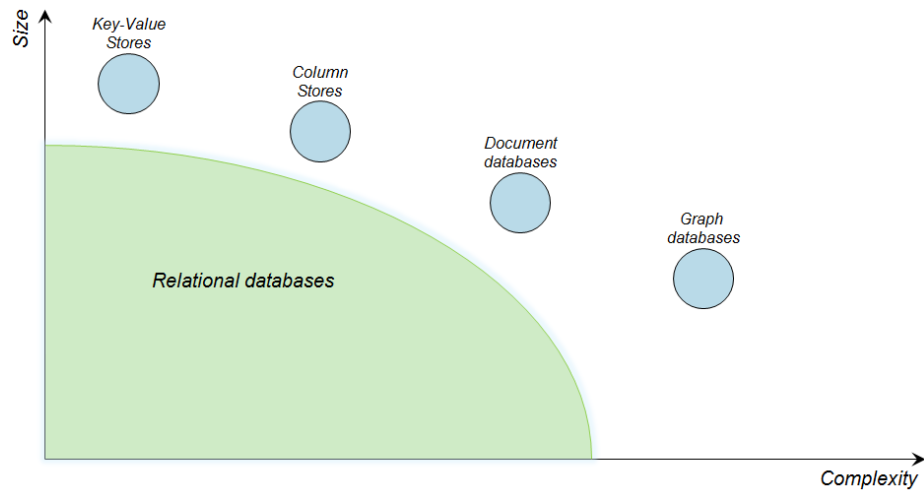 Size
Key-Value
Stores
Column
Stores
Document
databases
Graph
databases
Relational databases
Complexity